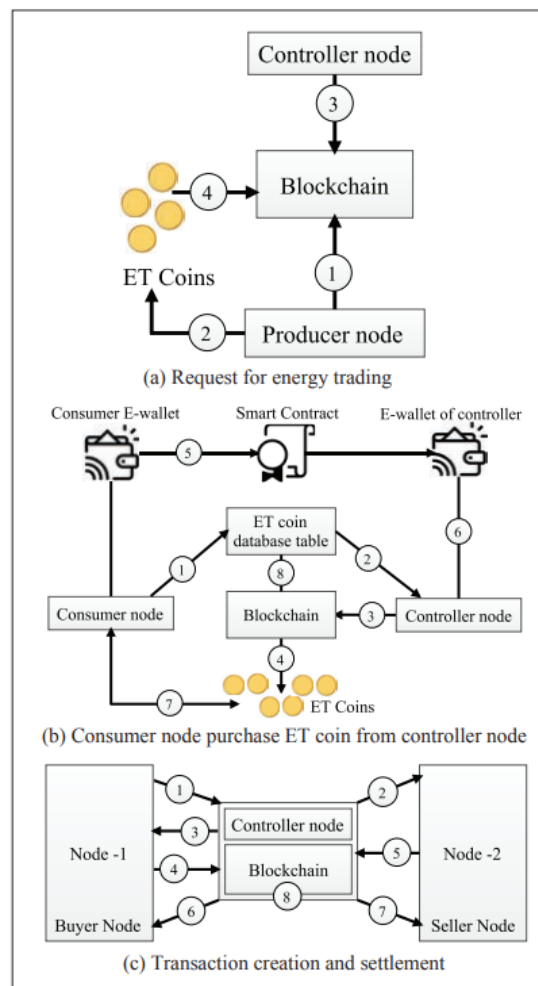 Controller node
3
Blockchain
4
ET Coins
1
2
Producer node
(a) Request for energy trading
Consumer E-wallet
Smart Contract
E-wallet of controller
5
6
ET coin
database table
1
2
8
Consumer node
Blockchain
3
Controller node
4
7
ET Coins
(b) Consumer node purchase ET coin from controller node
1
2
Controller node
3
Node -1
Node -2
4
5
Blockchain
6
8
7
Buyer Node
Seller Node
(c) Transaction creation and settlement